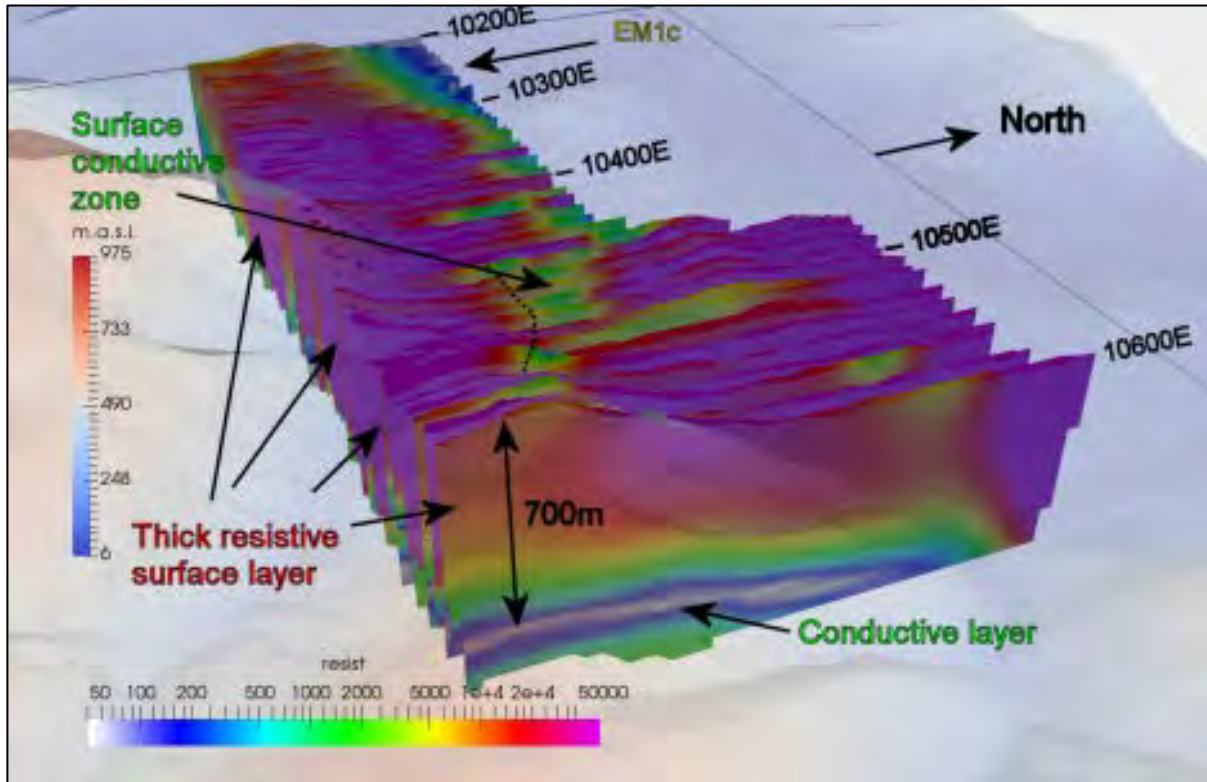 10200E
EM1c
10300E
North
Surface
conductive
zone
10400E
m.a.s.l.
975
733
490
248
6
10500E
10600E
700m
Thick resistive
surface layer
Conductive layer
resist
50 100 200 500 1000 2000 5000 1e+4 2e+4 50000